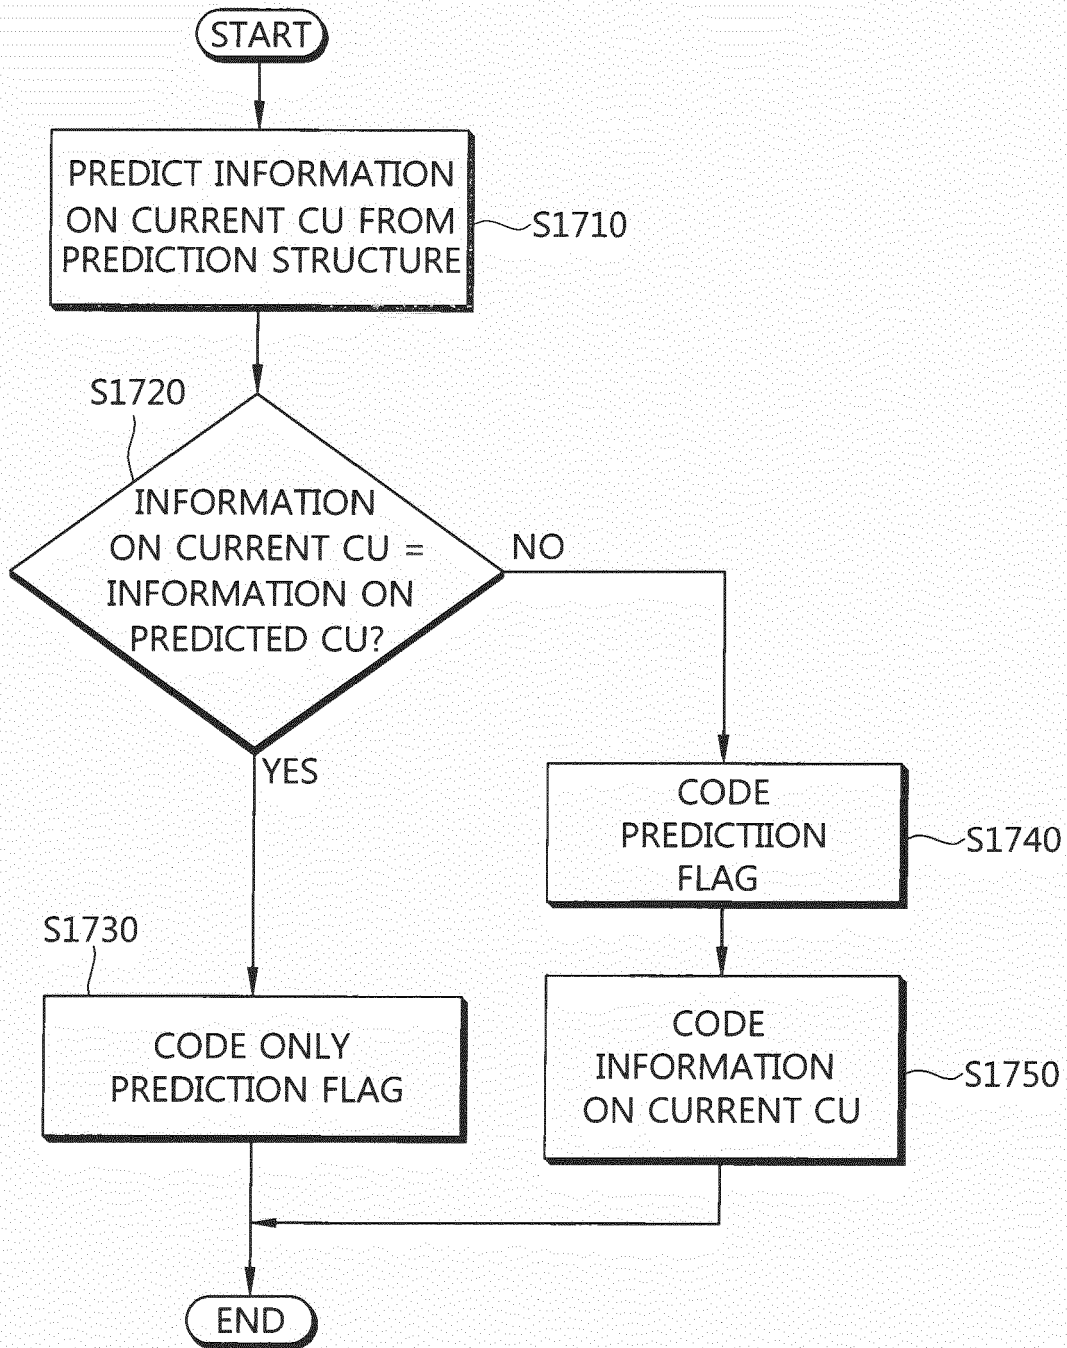 START
PREDICT INFORMATION
ON CURRENT CU FROM
PREDICTION STRUCTURE
S1710
S1720
INFORMATION
ON CURRENT CU =
INFORMATION ON
PREDICTED CU?
NO
YES
CODE
PREDICTIION
FLAG
S1740
S1730
CODE ONLY
PREDICTION FLAG
CODE
INFORMATION
ON CURRENT CU
S1750
END